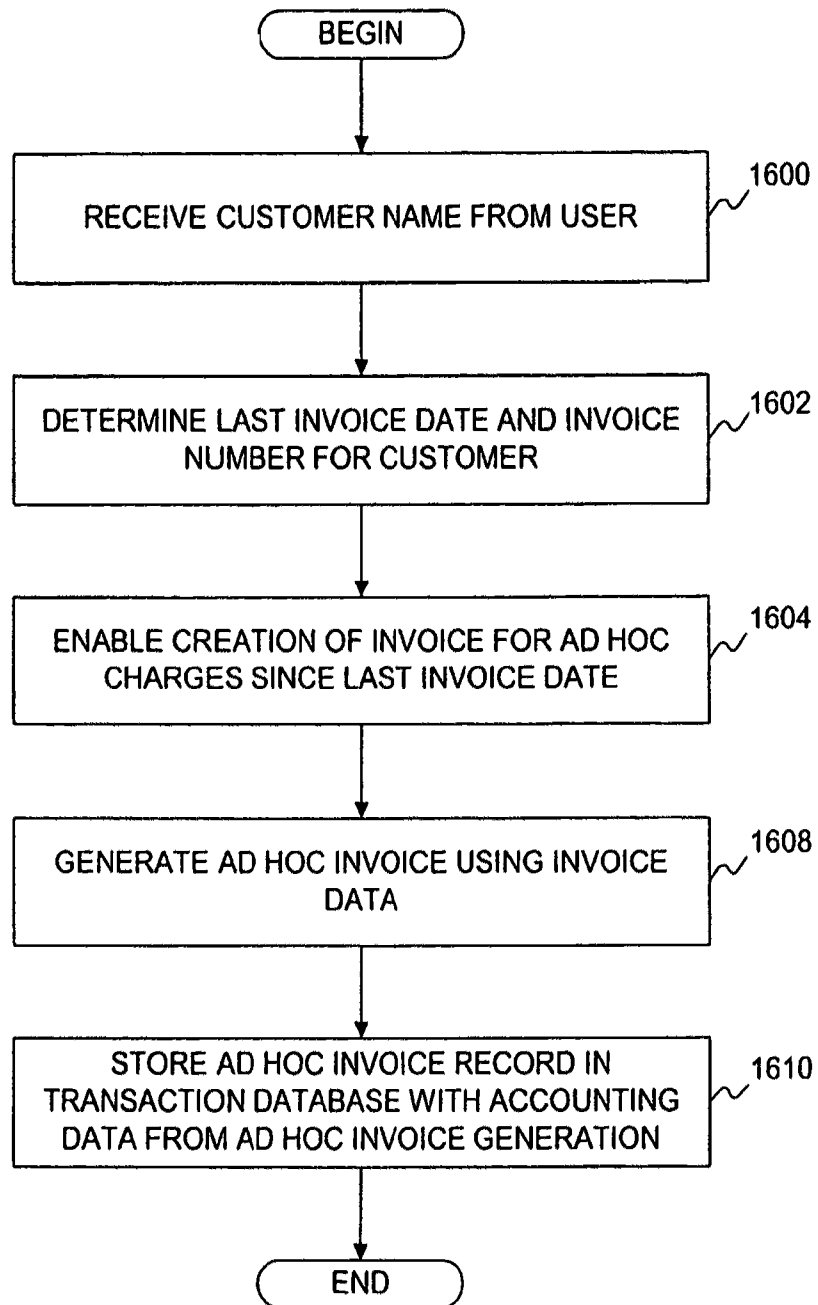 BEGIN
1600
RECEIVE CUSTOMER NAME FROM USER
1602
DETERMINE LAST INVOICE DATE AND INVOICE
NUMBER FOR CUSTOMER
1604
ENABLE CREATION OF INVOICE FOR AD HOC
CHARGES SINCE LAST INVOICE DATE
1608
GENERATE AD HOC INVOICE USING INVOICE
DATA
1610
STORE AD HOC INVOICE RECORD IN
TRANSACTION DATABASE WITH ACCOUNTING
DATA FROM AD HOC INVOICE GENERATION
END